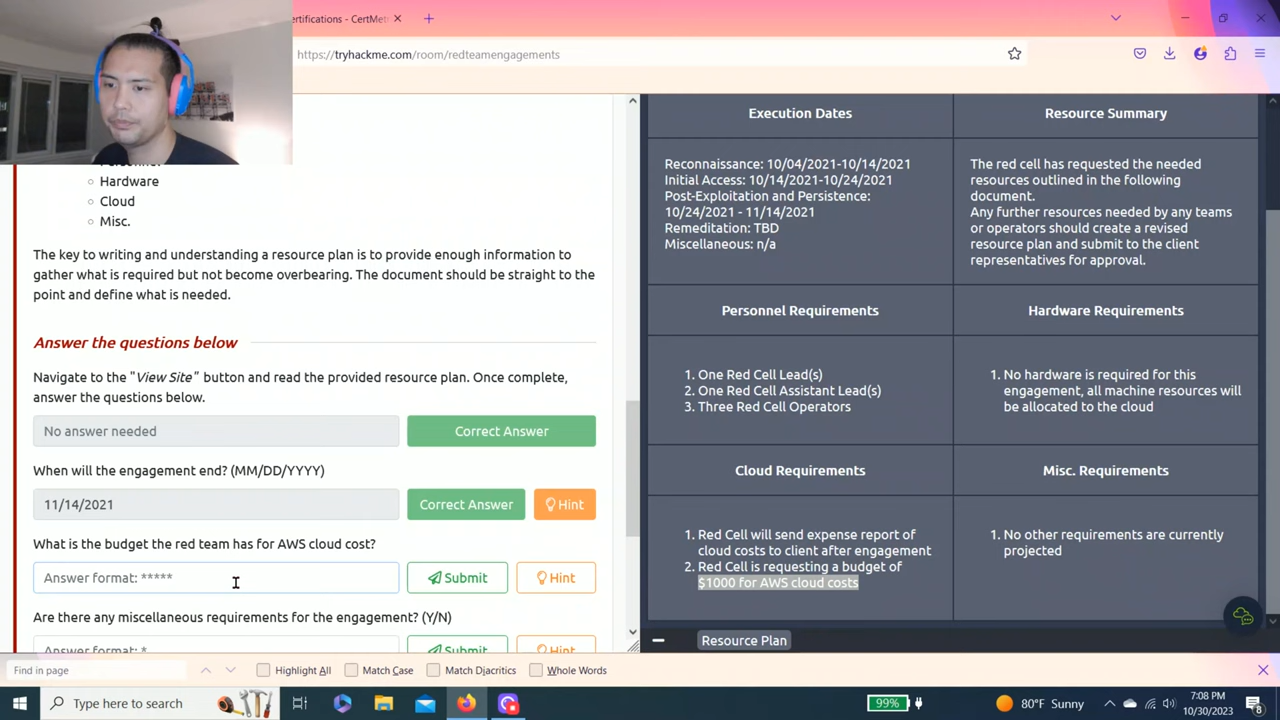 ertifications - CertMet
https://tryhackme.com/room/redteamengagements
Hardware
Cloud
Misc.
The key to writing and understanding a resource plan is to provide enough information to
gather what is required but not become overbearing. The document should be straight to the
point and define what is needed.
Answer the questions below
Navigate to the "View Site" button and read the provided resource plan. Once complete,
answer the questions below.
No answer needed
Correct Answer
When will the engagement end? (MM/DD/YYYY)
11/14/2021
Correct Answer
Hint
What is the budget the red team has for AWS cloud cost?
Answer format: *****
Submit
Hint
Are there any miscellaneous requirements for the engagement? (Y/N)
Answer format: *
Submit
Hint
Execution Dates
Reconnaissance: 10/04/2021-10/14/2021
Initial Access: 10/14/2021-10/24/2021
Post-Exploitation and Persistence:
10/24/2021 - 11/14/2021
Remeditation: TBD
Miscellaneous: n/a
Resource Summary
The red cell has requested the needed
resources outlined in the following
document.
Any further resources needed by any teams
or operators should create a revised
resource plan and submit to the client
representatives for approval.
Personnel Requirements
1. One Red Cell Lead(s)
2. One Red Cell Assistant Lead(s)
3. Three Red Cell Operators
Hardware Requirements
1. No hardware is required for this
engagement, all machine resources will
be allocated to the cloud
Cloud Requirements
1. Red Cell will send expense report of
cloud costs to client after engagement
2. Red Cell is requesting a budget of
$1000 for AWS cloud costs
Misc. Requirements
1. No other requirements are currently
projected
Resource Plan
Find in page
Highlight All
Match Case
Match Diacritics
Whole Words
Type here to search
99%
80°F Sunny
7:08 PM
10/30/2023
8